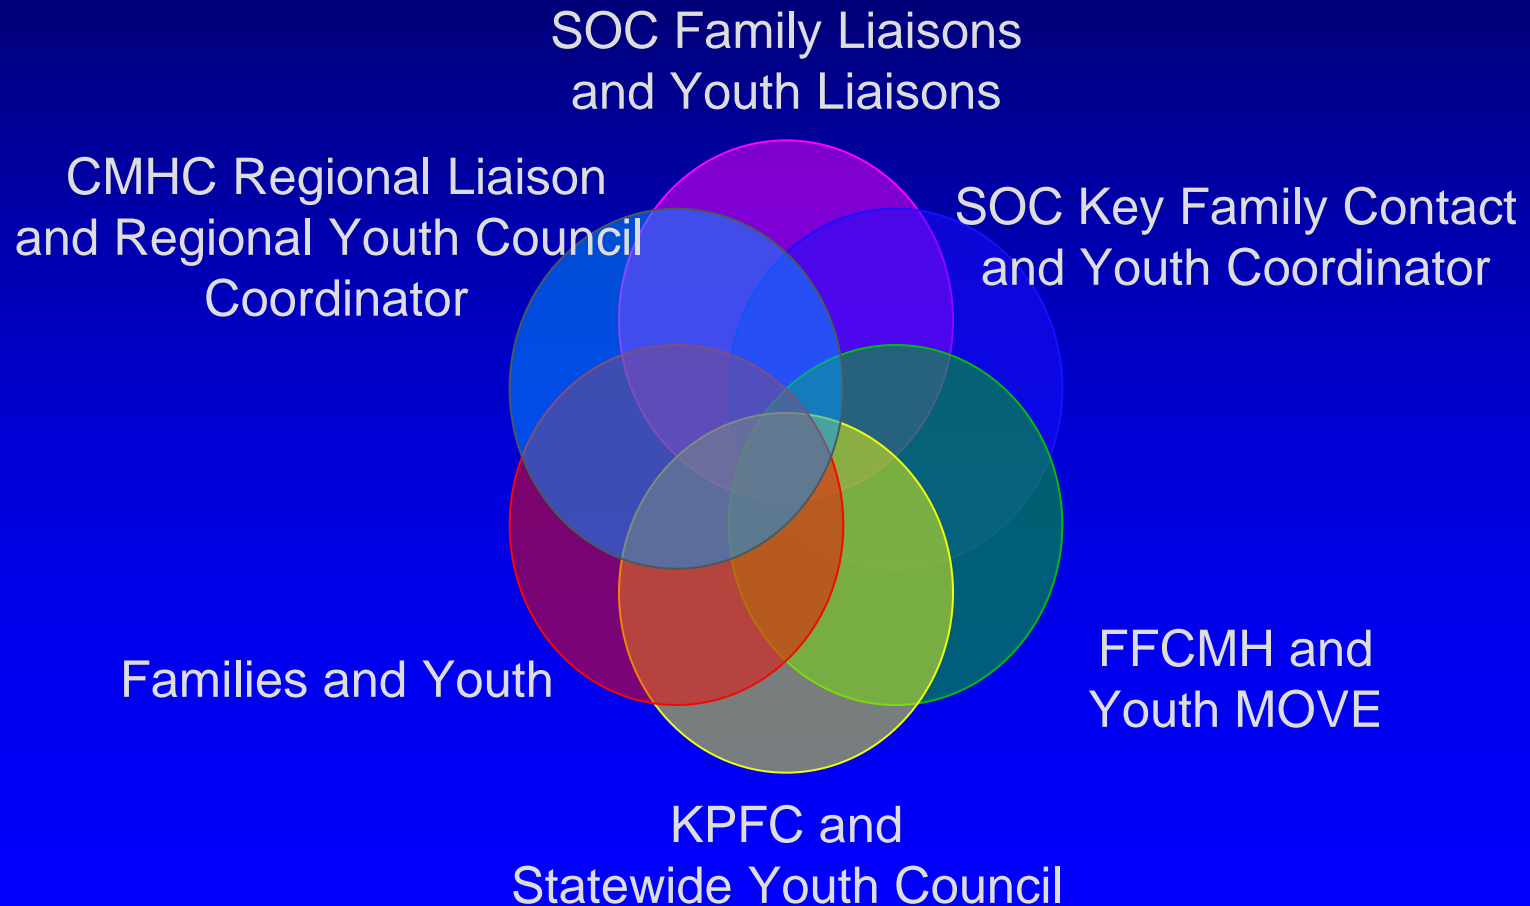 SOC Family Liaisons
and Youth Liaisons
CMHC Regional Liaison
and Regional Youth Council
Coordinator
SOC Key Family Contact
and Youth Coordinator
Families and Youth
FFCMH and
Youth MOVE
KPFC and
Statewide Youth Council